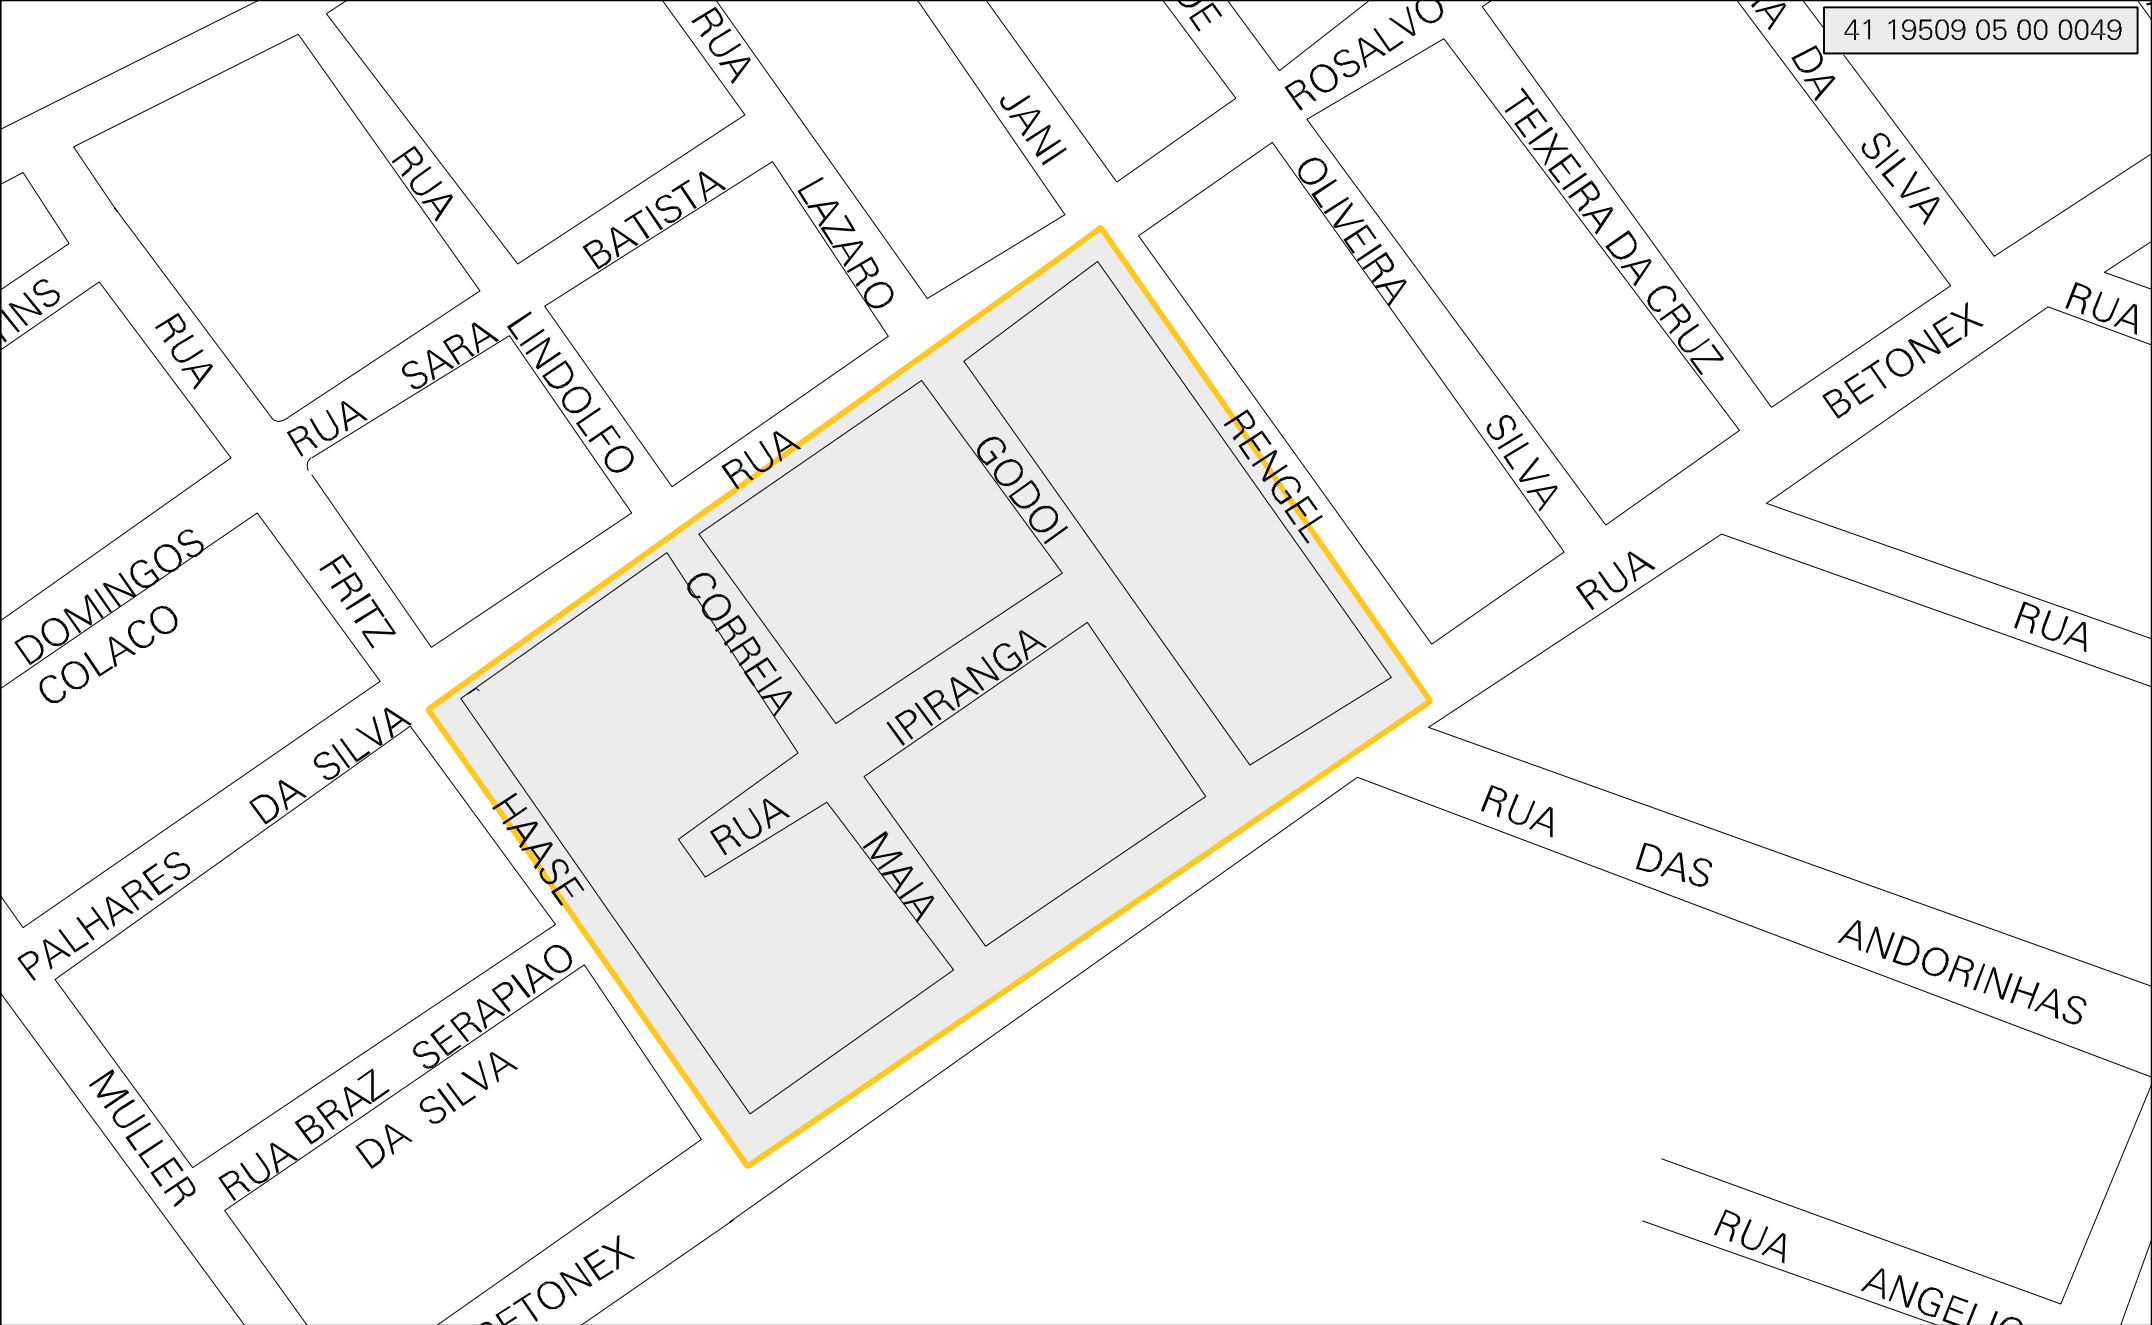 41 19509 05 00 0049
RUA
JANI
ROSALVO
DA
SILVA
TEIXEIRA DA CRUZ
RUA
BATISTA
LAZARO
OLIVEIRA
SILVA
RUA
BETONEX
RUA
SARA
RUA
LINDOLFO
RUA
GODOI
RENGEL
RUA
RUA
DOMINGOS
COLACO
FRITZ
CORREIA
IPIRANGA
RUA
MAIA
HAASE
DA SILVA
PALHARES
RUA
DAS
ANDORINHAS
MULLER
RUA BRAZ SERAPIAO
DA SILVA
BETONEX
RUA